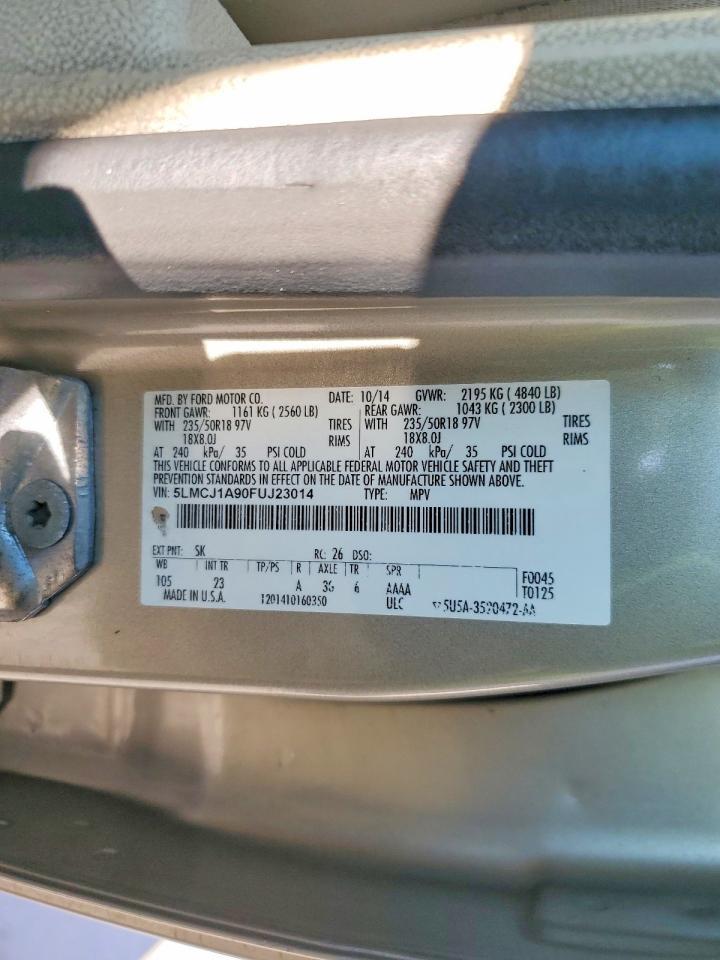 MFD. BY FORD MOTOR CO. DATE: 10/14 GVWR: 2195 KG ( 4840 LB)
FRONT GAWR: 1161 KG ( 2560 LB) REAR GAWR: 1043 KG ( 2300 LB)
WITH 235/50R18 97V TIRES WITH 235/50R18 97V TIRES
18X8.0J RIMS 18X8.0J RIMS
AT 240 kPa/ 35 PSI COLD AT 240 kPa/ 35 PSI COLD
THIS VEHICLE CONFORMS TO ALL APPLICABLE FEDERAL MOTOR VEHICLE SAFETY AND THEFT
PREVENTION STANDARDS IN EFFECT ON THE DATE OF MANUFACTURE SHOWN ABOVE.
VIN: 5LMCJ1A90FUJ23014 TYPE: MPV
EXT PNT: SK RC: 26 DSO:
WB INT TR TP/PS R AXLE TR SPR F0045
105 23 A 3G 6 AAAA T0125
MADE IN U.S.A. T201410160350 ULC